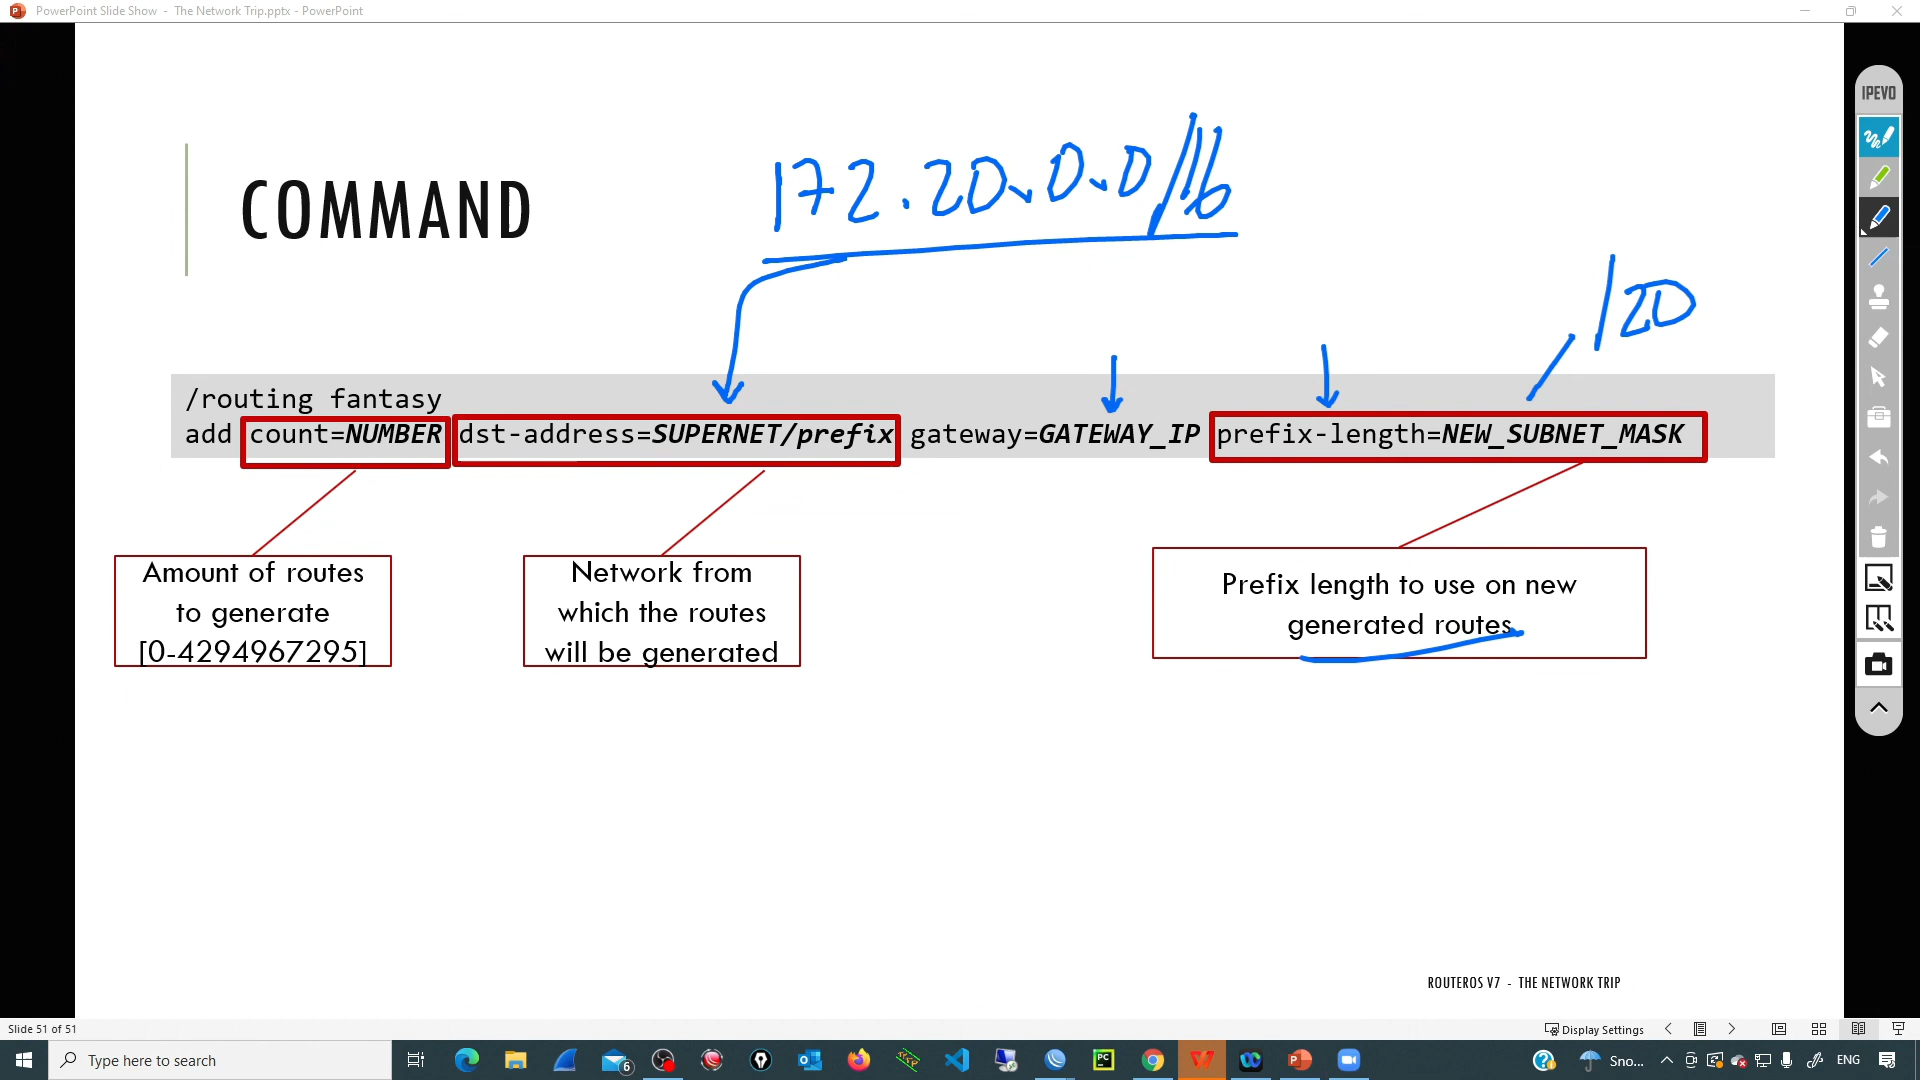 PowerPoint Slide Show - The Network Trip.pptx - PowerPoint
IPEVO
COMMAND
172.20.0.0/16
/20
/routing fantasy
add count=NUMBER dst-address=SUPERNET/prefix gateway=GATEWAY_IP prefix-length=NEW_SUBNET_MASK
Amount of routes
to generate
[0-4294967295]
Network from
which the routes
will be generated
Prefix length to use on new
generated routes
ROUTEROS V7 - THE NETWORK TRIP
Slide 51 of 51
Display Settings
Type here to search
6
PC
Sno...
ENG